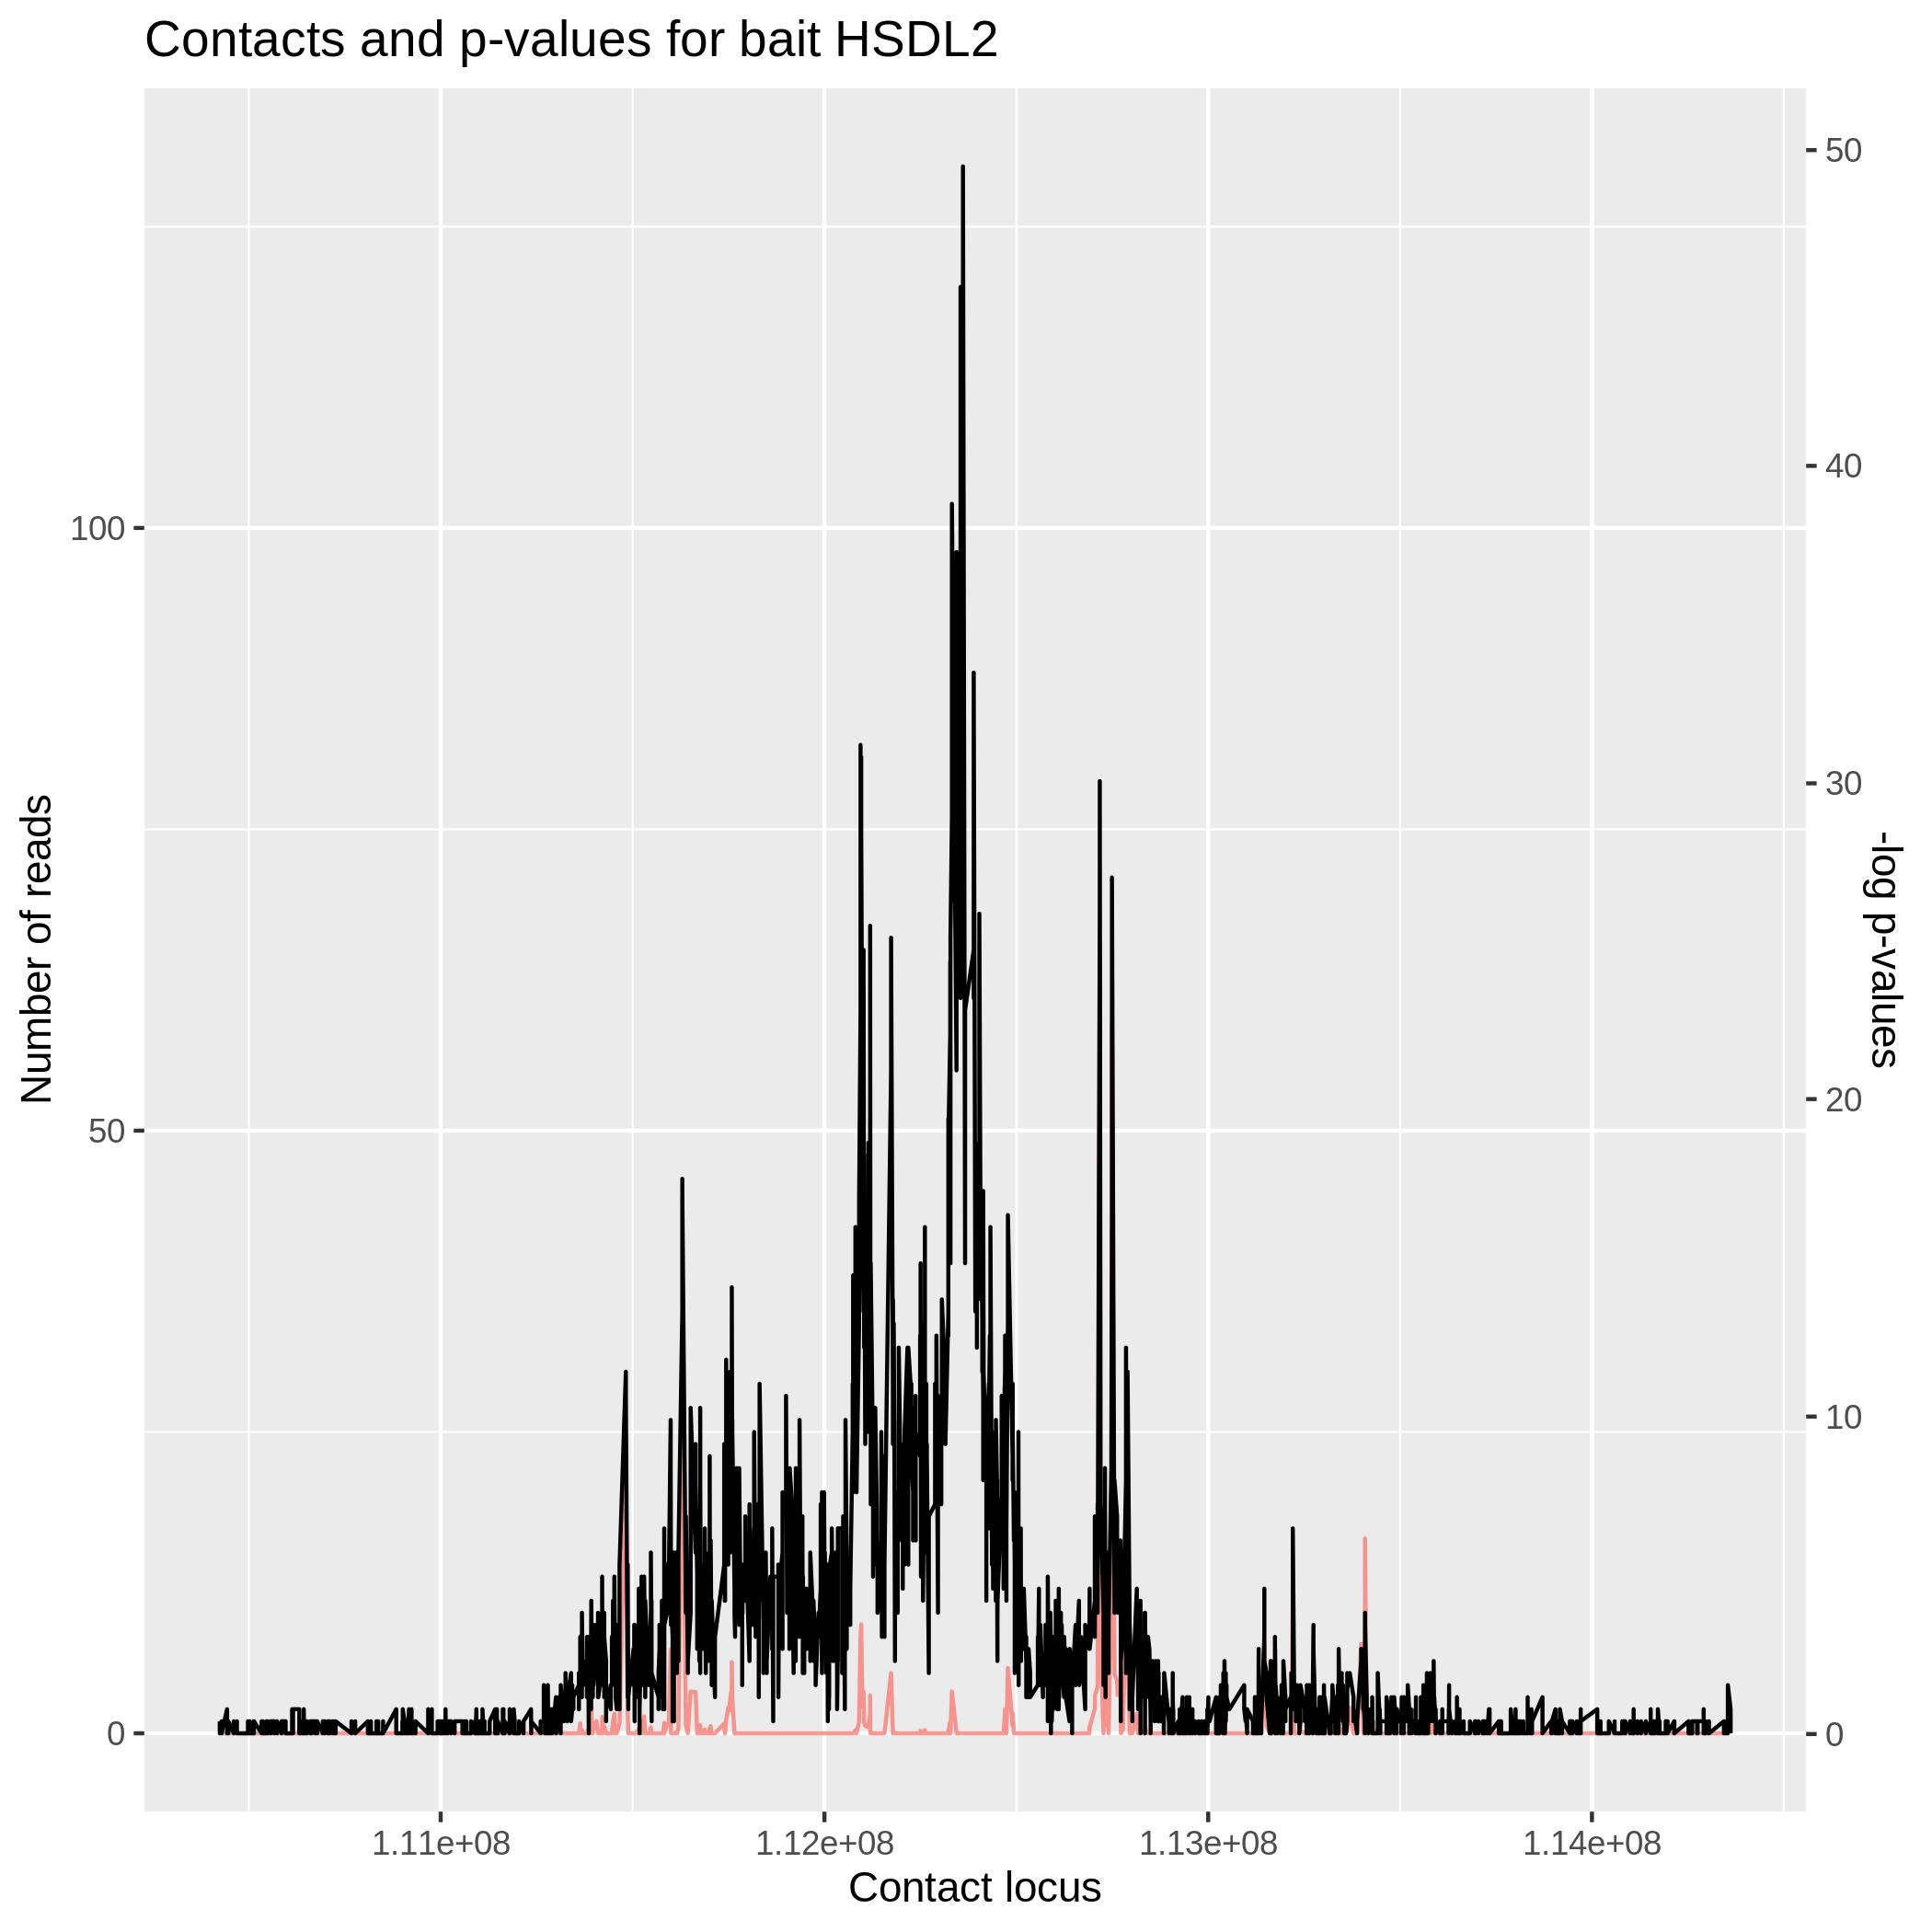 Contacts and p-values for bait HSDL2
Number of reads
100
50
0
50
40
30
20
10
0
-log p-values
1.11e+08
1.12e+08
1.13e+08
1.14e+08
Contact locus